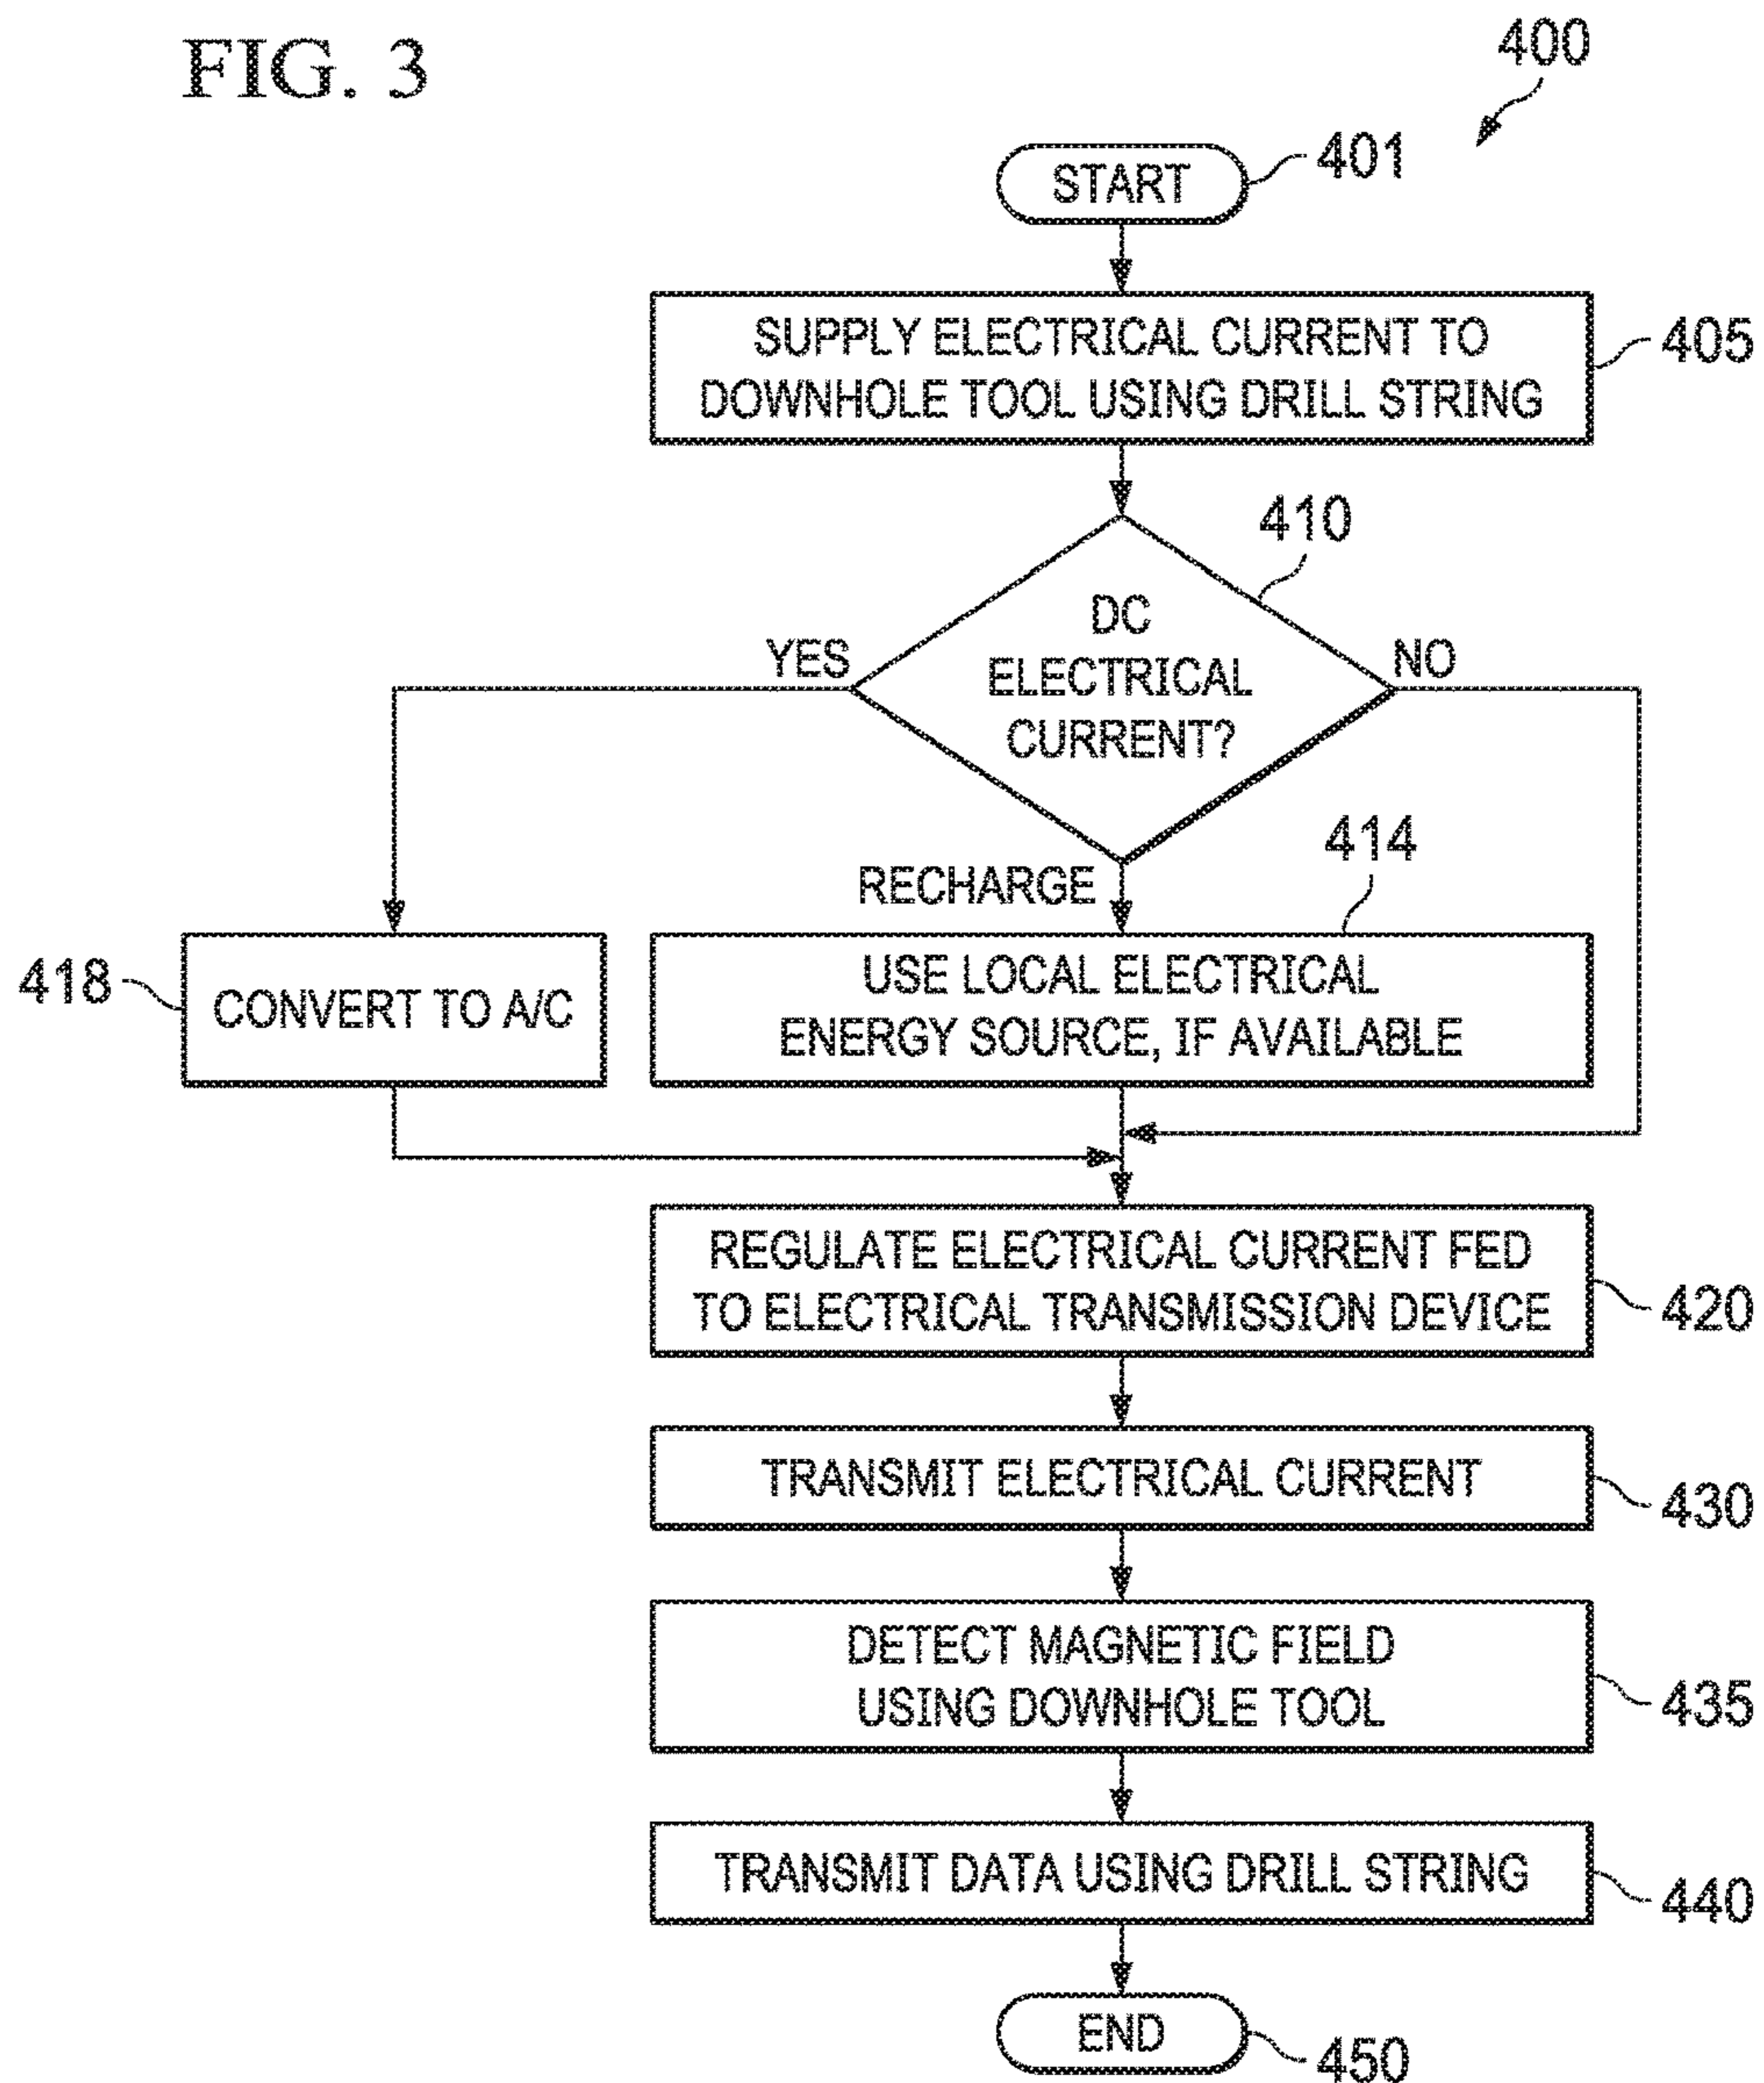 FIG. 3
400
START
401
SUPPLY ELECTRICAL CURRENT TO
DOWNHOLE TOOL USING DRILL STRING
405
410
DC
ELECTRICAL
CURRENT?
YES
NO
RECHARGE
414
418
CONVERT TO A/C
USE LOCAL ELECTRICAL
ENERGY SOURCE, IF AVAILABLE
REGULATE ELECTRICAL CURRENT FED
TO ELECTRICAL TRANSMISSION DEVICE
420
TRANSMIT ELECTRICAL CURRENT
430
DETECT MAGNETIC FIELD
USING DOWNHOLE TOOL
435
TRANSMIT DATA USING DRILL STRING
440
END
450